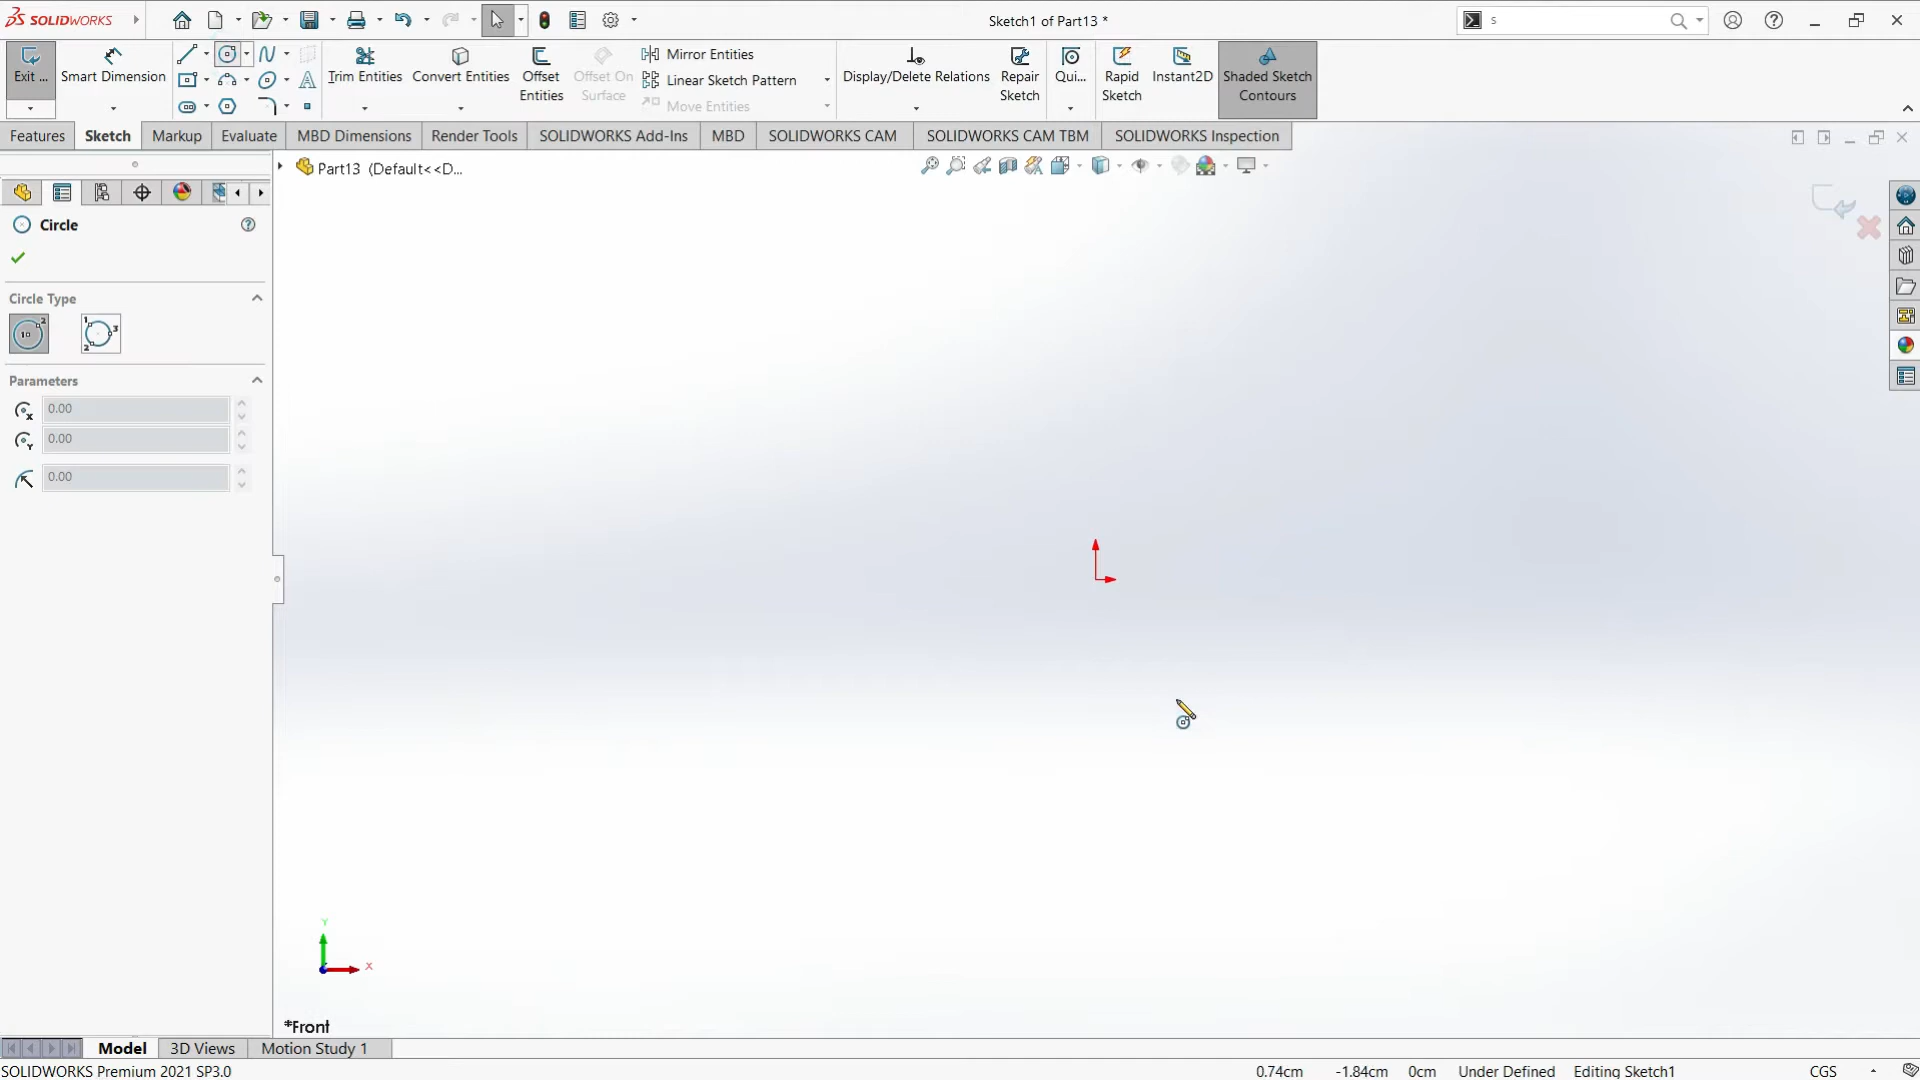 SOLIDWORKS
Sketch1 of Part13 *
s
Exit ...
Smart Dimension
Trim Entities
Convert Entities
Offset
Entities
Offset On
Surface
Mirror Entities
Linear Sketch Pattern
Move Entities
Display/Delete Relations
Repair
Sketch
Qui...
Rapid
Sketch
Instant2D
Shaded Sketch
Contours
Features
Sketch
Markup
Evaluate
MBD Dimensions
Render Tools
SOLIDWORKS Add-Ins
MBD
SOLIDWORKS CAM
SOLIDWORKS CAM TBM
SOLIDWORKS Inspection
Part13 (Default<<D...
Circle
Circle Type
Parameters
0.00
0.00
0.00
Y
X
*Front
Model
3D Views
Motion Study 1
SOLIDWORKS Premium 2021 SP3.0
0.74cm
-1.84cm
0cm
Under Defined
Editing Sketch1
CGS